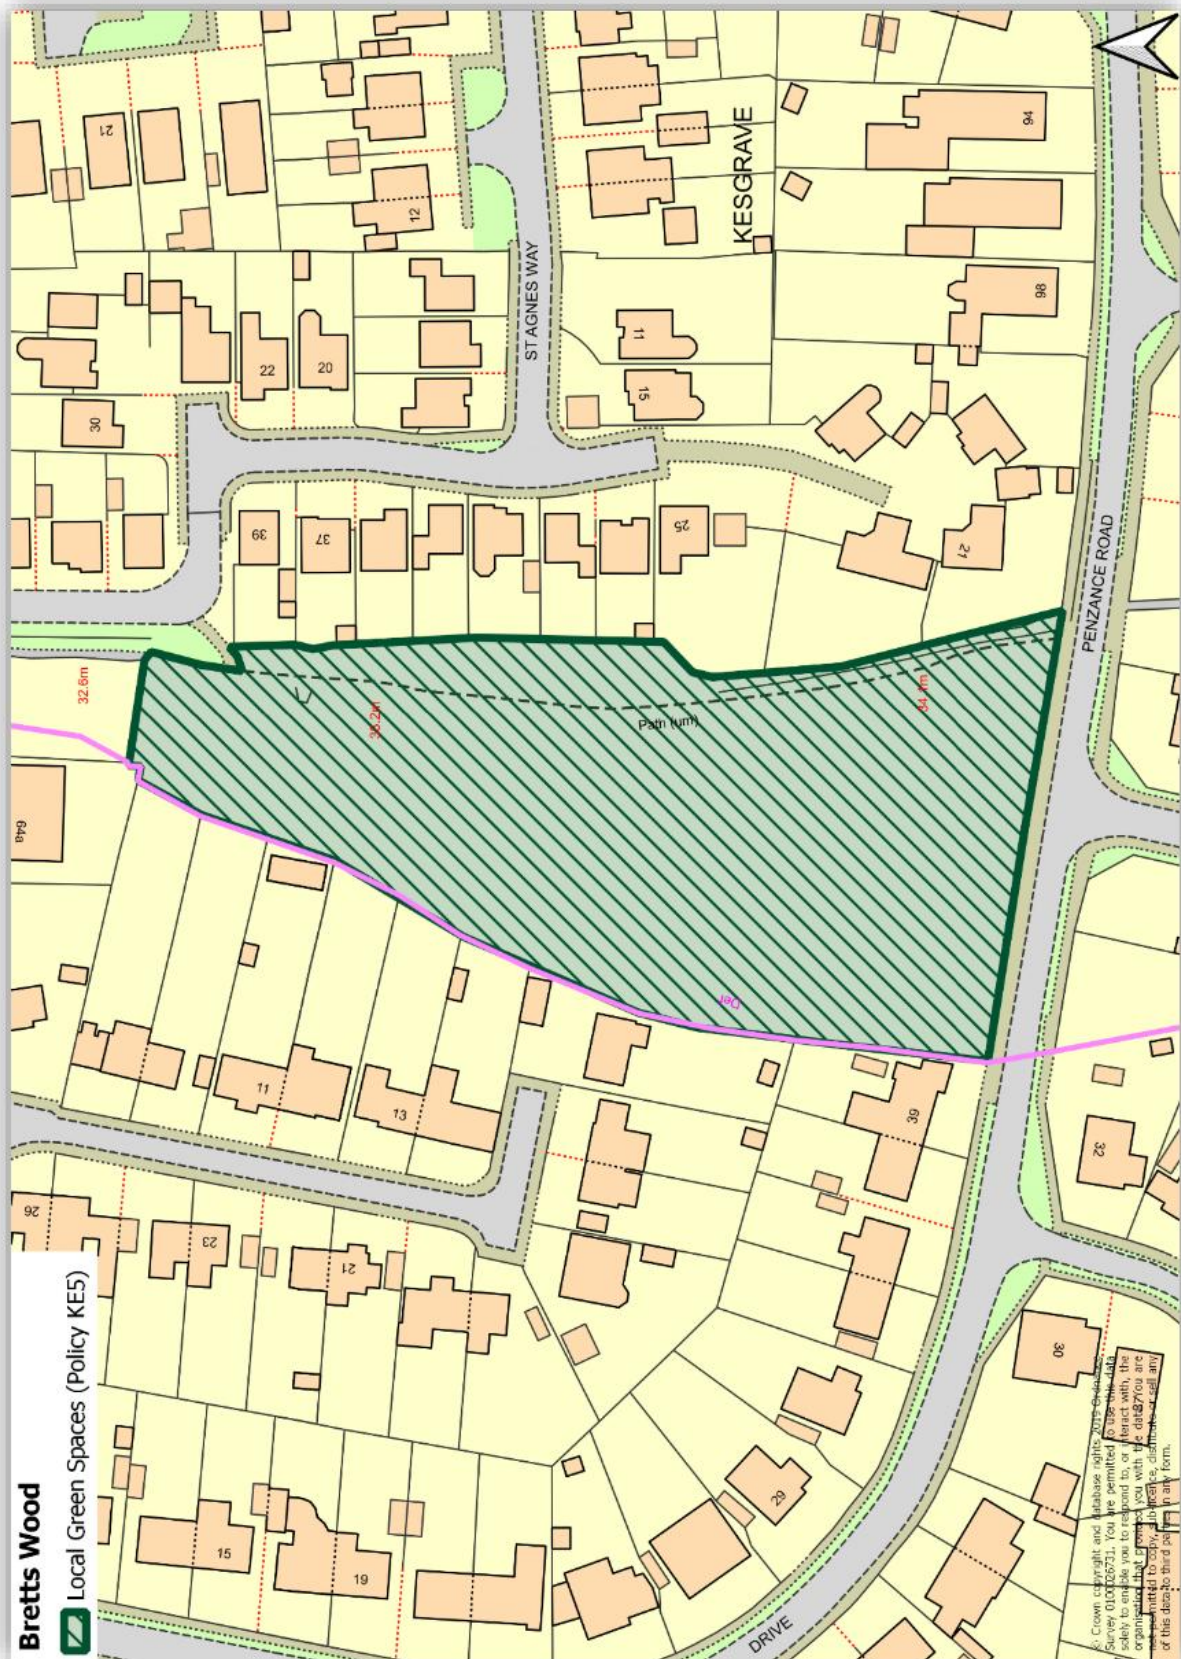 Bretts Wood
Local Green Spaces (Policy KE5)
KESGRAVE
ST AGNES WAY
PENZANCE ROAD
DRIVE
Path (um)
Def
32.6m
21
12
30
22
20
11
15
94
98
39
37
25
21
64a
11
13
39
32
26
23
21
15
19
29
30
© Crown copyright and database rights 2019 Ordnance
Survey 0100026731. You are permitted to use this data
solely to enable you to respond to, or interact with, the
organisation that provided you with the data. You are
not permitted to copy, sub-licence, distribute or sell any
of this data to third parties in any form.